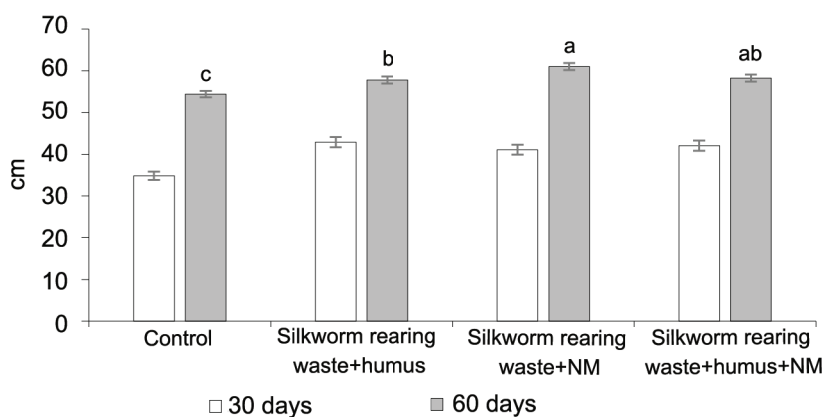 70
60
50
40
30
20
10
0
cm
c
b
a
ab
Control
Silkworm rearing
waste+humus
Silkworm rearing
waste+NM
Silkworm rearing
waste+humus+NM
30 days
60 days